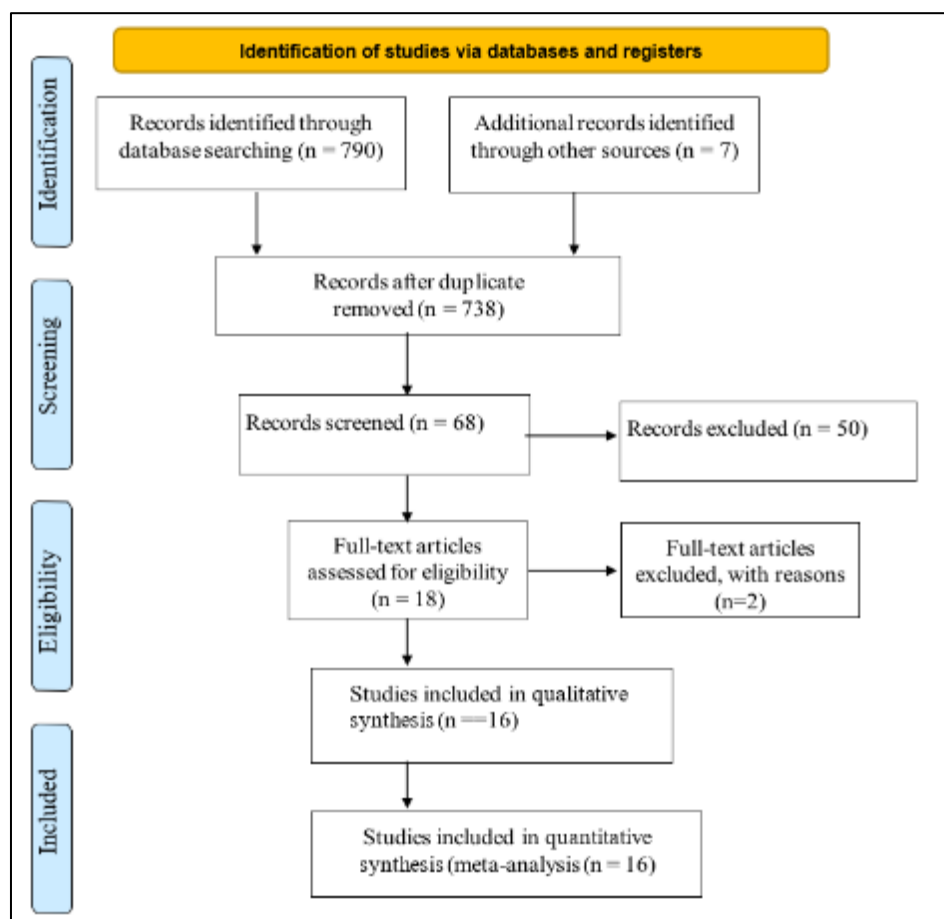 Identification of studies via databases and registers
Identification
Records identified through
database searching (n = 790)
Additional records identified
through other sources (n = 7)
Screening
Records after duplicate
removed (n = 738)
Records screened (n = 68)
Records excluded (n = 50)
Eligibility
Full-text articles
assessed for eligibility
(n = 18)
Full-text articles
excluded, with reasons
(n=2)
Included
Studies included in qualitative
synthesis (n ==16)
Studies included in quantitative
synthesis (meta-analysis (n = 16)